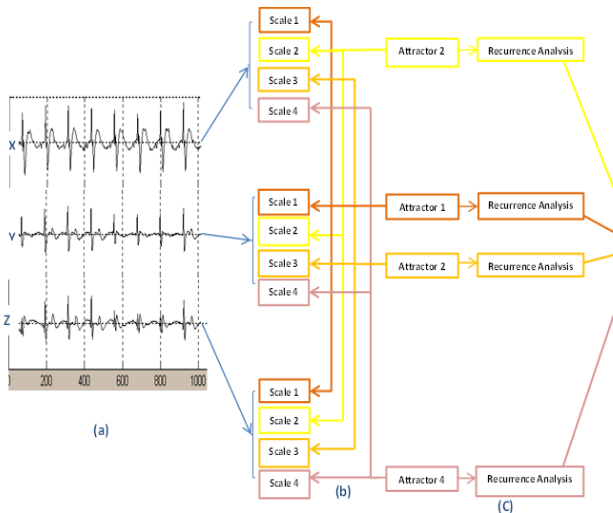 Scale 1
Scale 2
Attractor 2
Recurrence Analysis
Scale 3
Scale 4
X
Scale 1
Attractor 1
Recurrence Analysis
Scale 2
Y
Scale 3
Attractor 2
Recurrence Analysis
Scale 4
Z
0 200 400 600 800 1000
Scale 1
Scale 2
(a)
Scale 3
Scale 4
Attractor 4
Recurrence Analysis
(b)
(C)